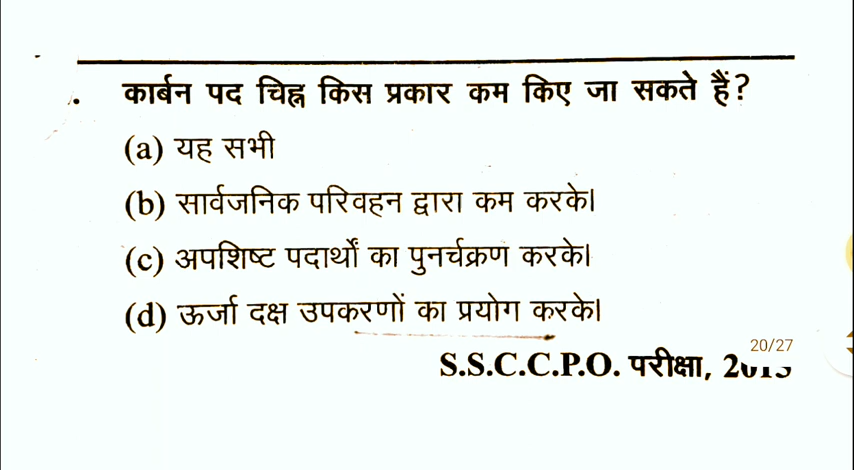 . कार्बन पद चिह्न किस प्रकार कम किए जा सकते हैं?
(a) यह सभी
(b) सार्वजनिक परिवहन द्वारा कम करके।
(c) अपशिष्ट पदार्थों का पुनर्चक्रण करके।
(d) ऊर्जा दक्ष उपकरणों का प्रयोग करके।
20/27
S.S.C.C.P.O. परीक्षा,